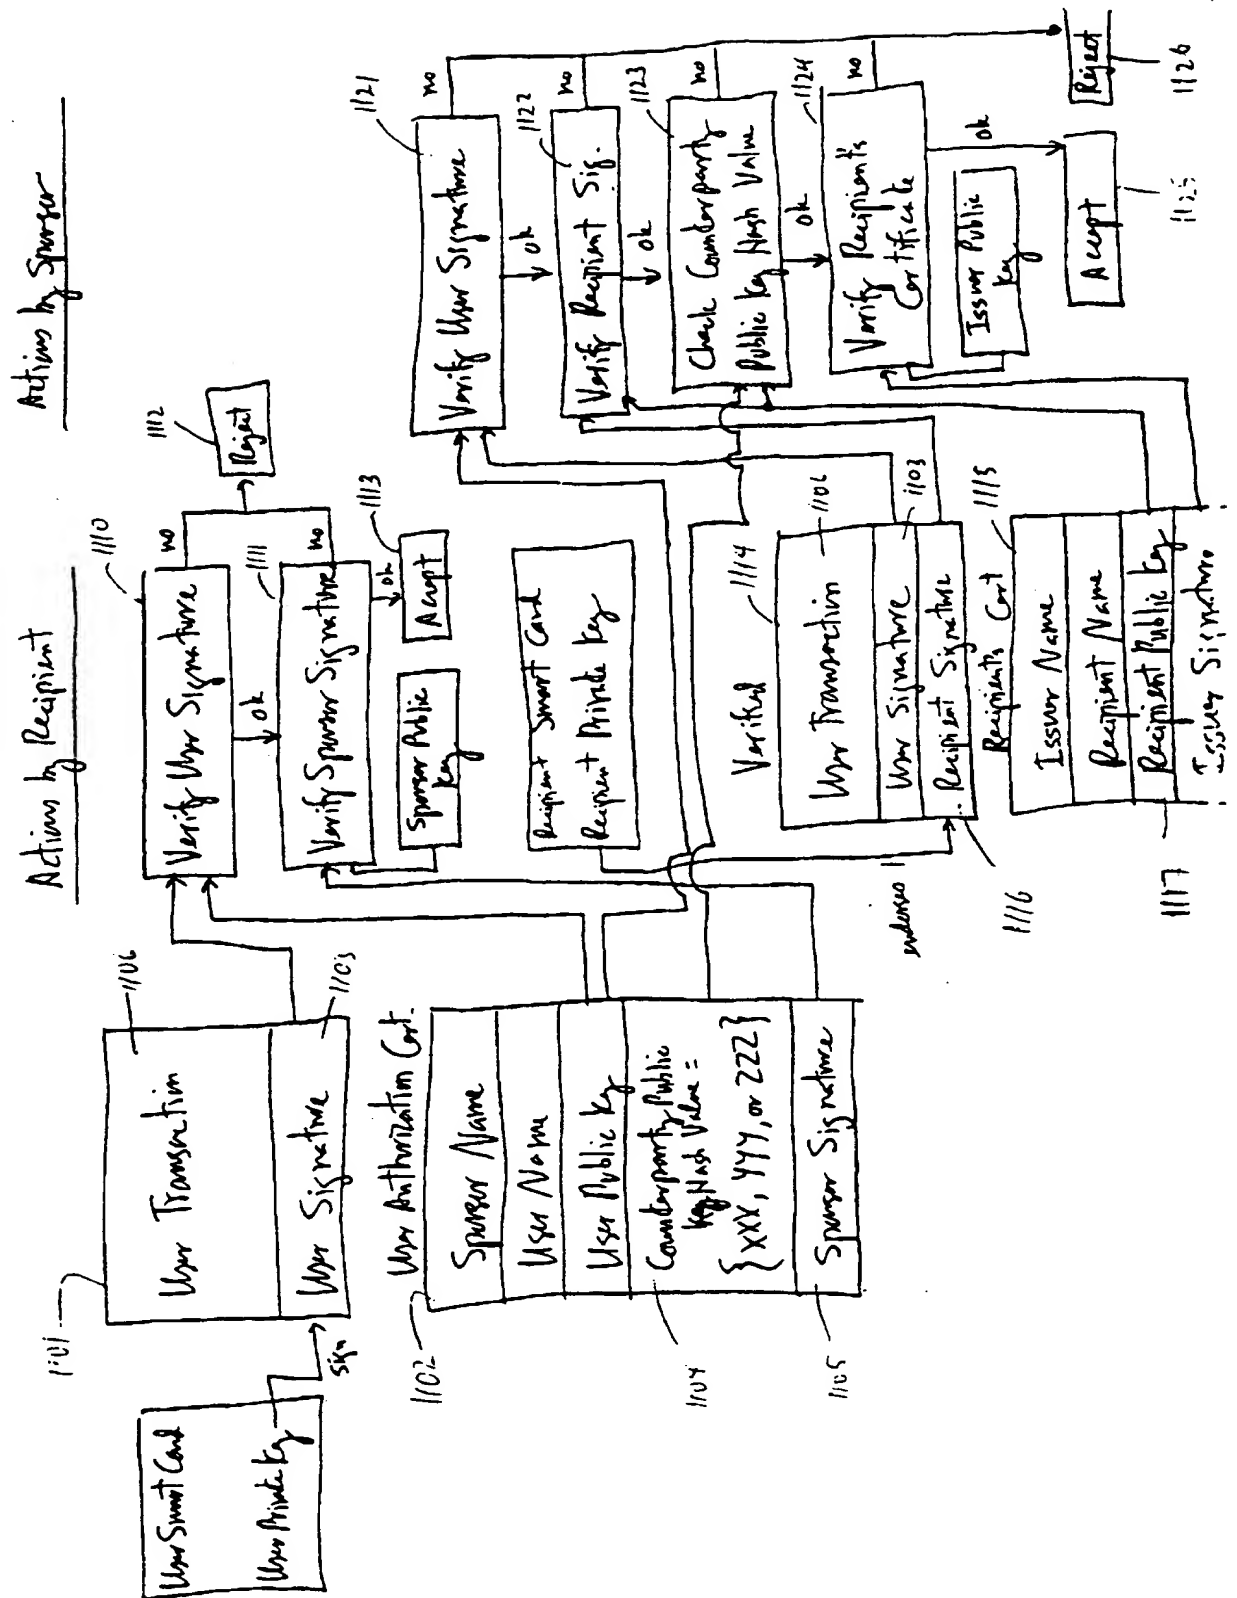 User Smart Card
User Private Key
sign
1101
User Transaction
1106
User Signature
1103
1102
User Authorization Cert.
Sponsor Name
User Name
User Public Key
Counterparty Public
Key Hash Value =
{XXX, YYY, or ZZZ}
1104
Sponsor Signature
1105
Actions by Recipient
1110
Verify User Signature
no
ok
1111
Verify Sponsor Signature
no
1112
Reject
ok
1113
Accept
Sponsor Public
Key
Recipient Smart Card
Recipient Private Key
Verified
1114
User Transaction
1106
User Signature
1103
Recipient Signature
endorses
1116
Recipients Cert
1115
Issuer Name
Recipient Name
Recipient Public Key
Issuer Signature
1117
Actions by Sponsor
1121
Verify User Signature
no
ok
1122
Verify Recipient Sig.
no
ok
1123
Check Counterparty
Public Key Hash Value
no
ok
1124
Verify Recipient's
Certificate
no
ok
Issuer Public
Key
Accept
1125
Reject
1126